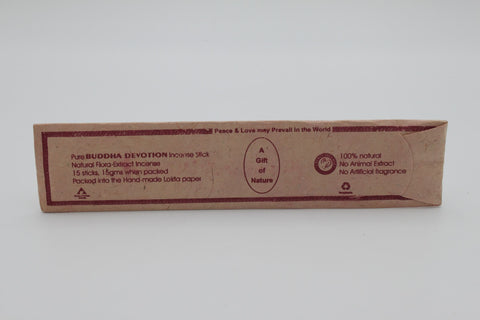 Peace & Love may Prevail in the World
Pure BUDDHA DEVOTION Incense Stick
Natural Flora-Extract Incense
15 sticks, 15gms when packed
Packed into the Hand-made Lokta paper
A
Gift
of
Nature
100% natural
No Animal Extract
No Artificial fragrance